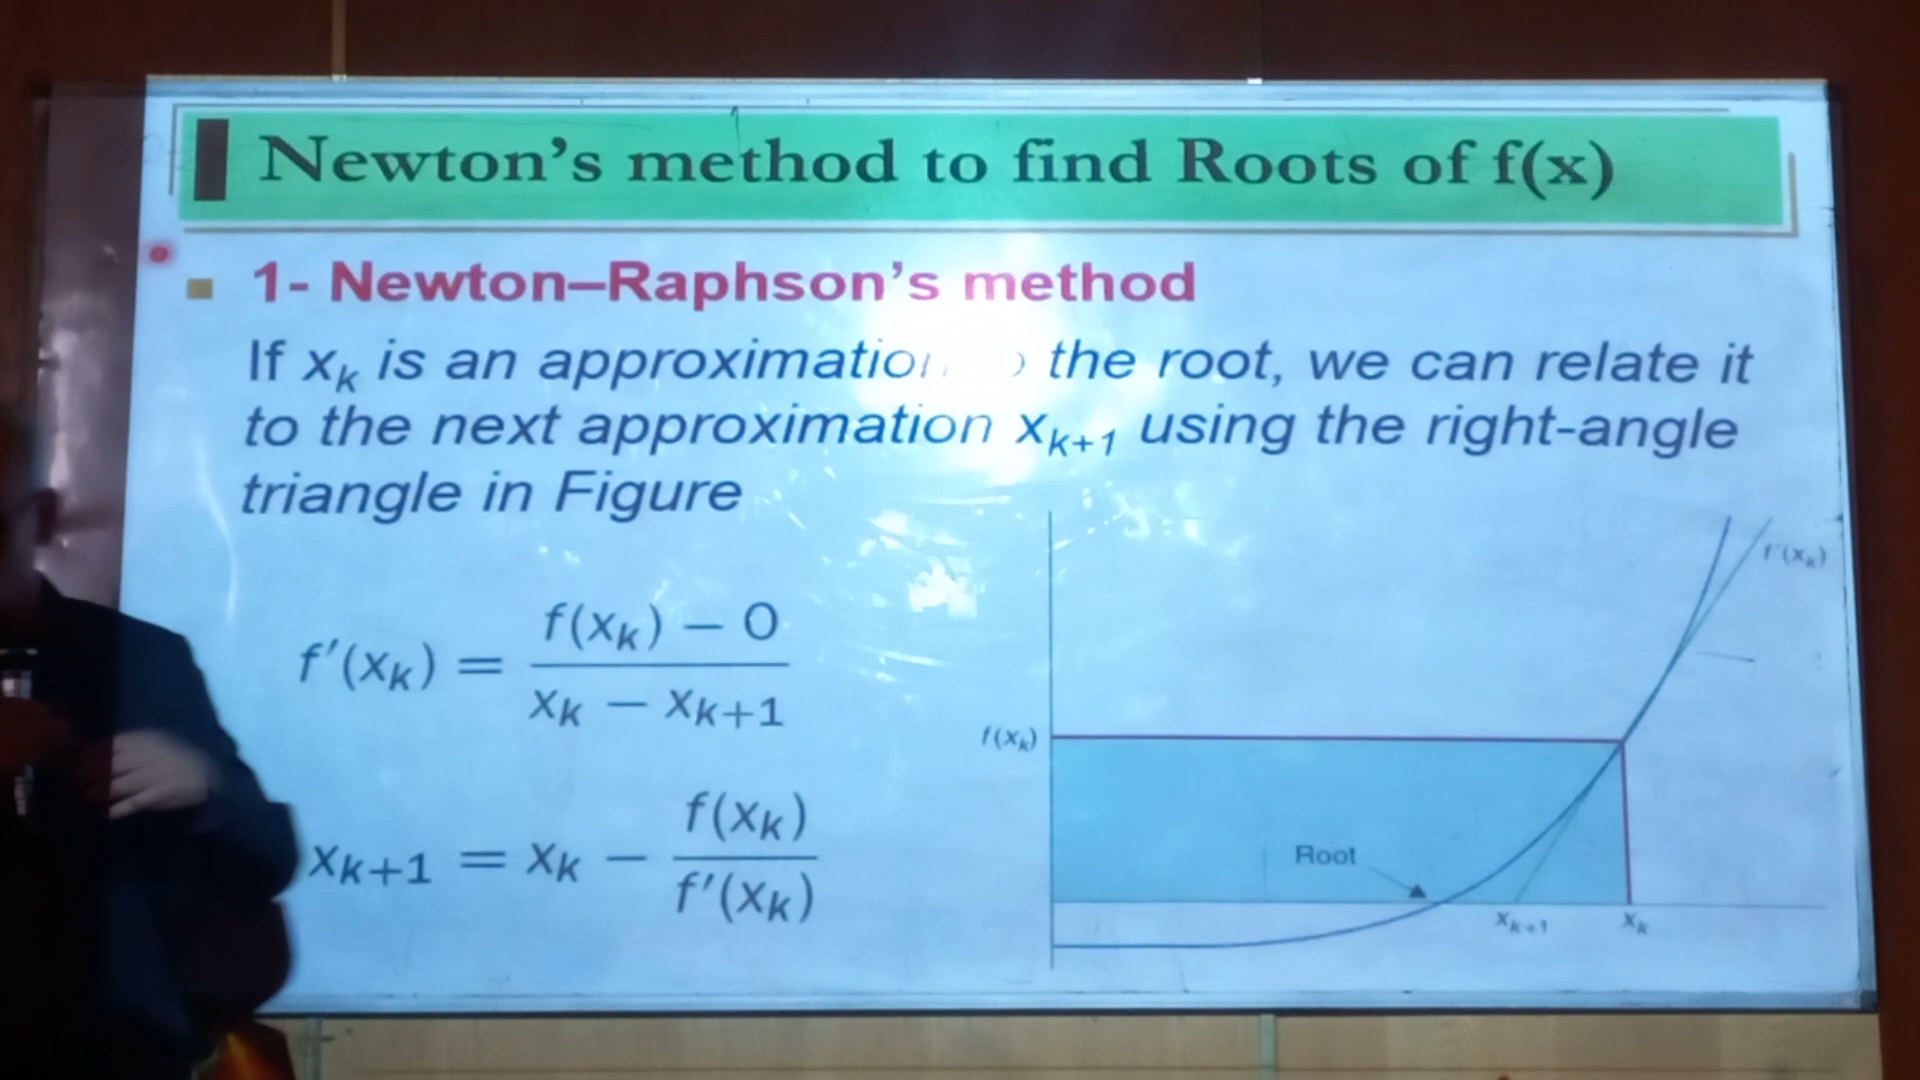 Newton's method to find Roots of f(x)
1- Newton–Raphson's method
If xₖ is an approximation the root, we can relate it
to the next approximation xₖ₊₁ using the right-angle
triangle in Figure
f'(xₖ) = (f(xₖ) − 0) / (xₖ − xₖ₊₁)
xₖ₊₁ = xₖ − f(xₖ) / f'(xₖ)
f'(xₖ)
f(xₖ)
Root
xₖ₊₁
xₖ